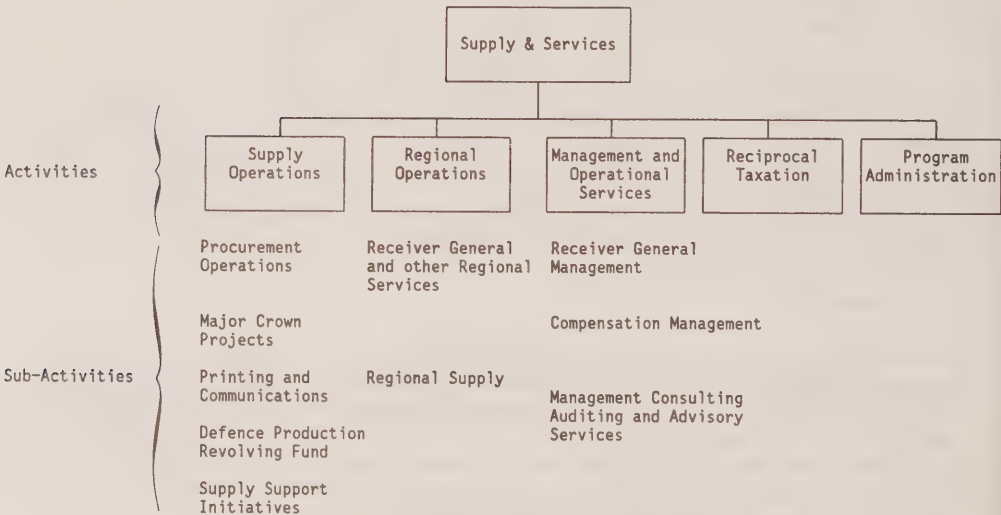 Supply & Services
Activities
Supply
Operations
Regional
Operations
Management and
Operational
Services
Reciprocal
Taxation
Program
Administration
Sub-Activities
Procurement
Operations
Major Crown
Projects
Printing and
Communications
Defence Production
Revolving Fund
Supply Support
Initiatives
Receiver General
and other Regional
Services
Regional Supply
Receiver General
Management
Compensation Management
Management Consulting
Auditing and Advisory
Services